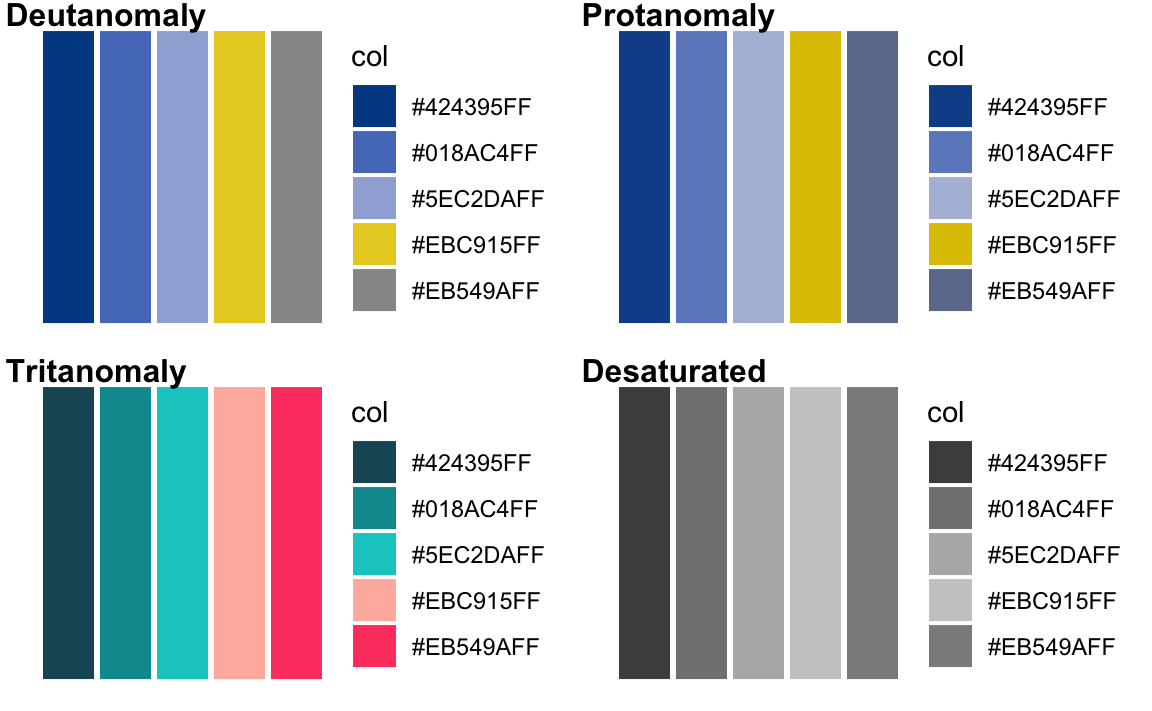 Deutanomaly
col
#424395FF
#018AC4FF
#5EC2DAFF
#EBC915FF
#EB549AFF
Protanomaly
col
#424395FF
#018AC4FF
#5EC2DAFF
#EBC915FF
#EB549AFF
Tritanomaly
col
#424395FF
#018AC4FF
#5EC2DAFF
#EBC915FF
#EB549AFF
Desaturated
col
#424395FF
#018AC4FF
#5EC2DAFF
#EBC915FF
#EB549AFF